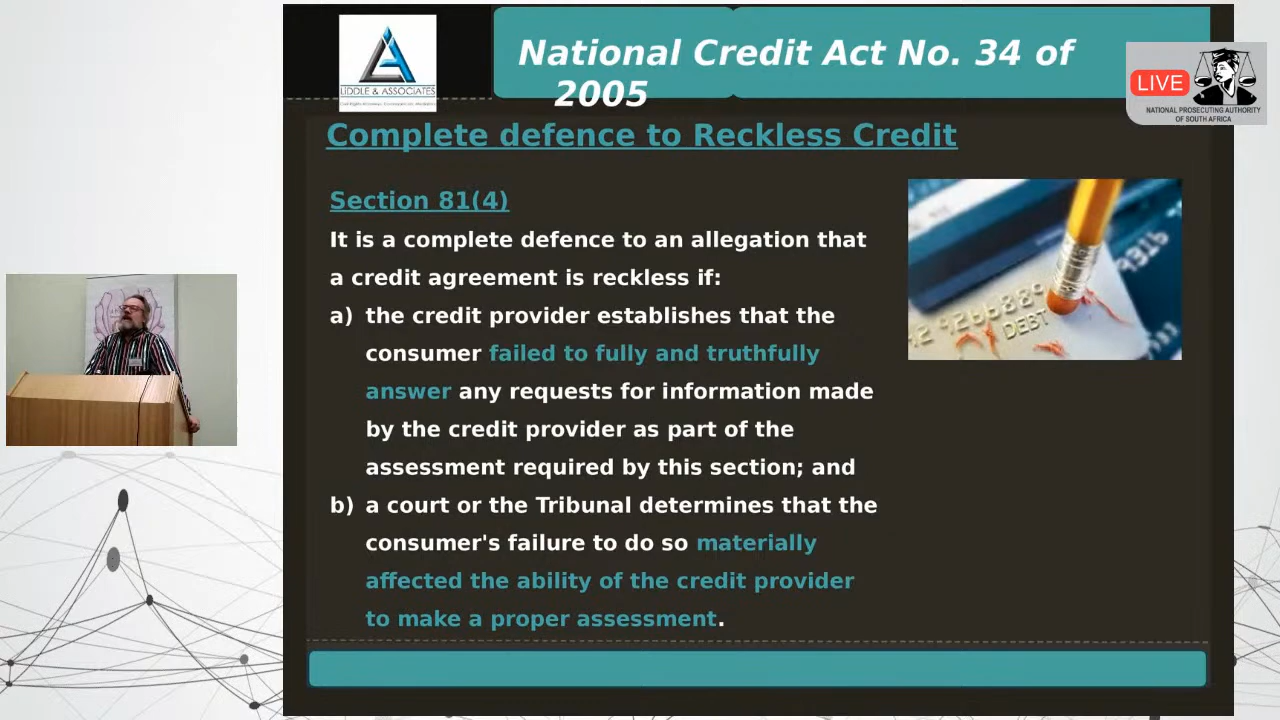 National Credit Act No. 34 of
2005
LIDDLE & ASSOCIATES
LIVE
NATIONAL PROSECUTING AUTHORITY
OF SOUTH AFRICA
Complete defence to Reckless Credit
Section 81(4)
It is a complete defence to an allegation that
a credit agreement is reckless if:
a) the credit provider establishes that the
consumer failed to fully and truthfully
answer any requests for information made
by the credit provider as part of the
assessment required by this section; and
b) a court or the Tribunal determines that the
consumer's failure to do so materially
affected the ability of the credit provider
to make a proper assessment.
DEBT